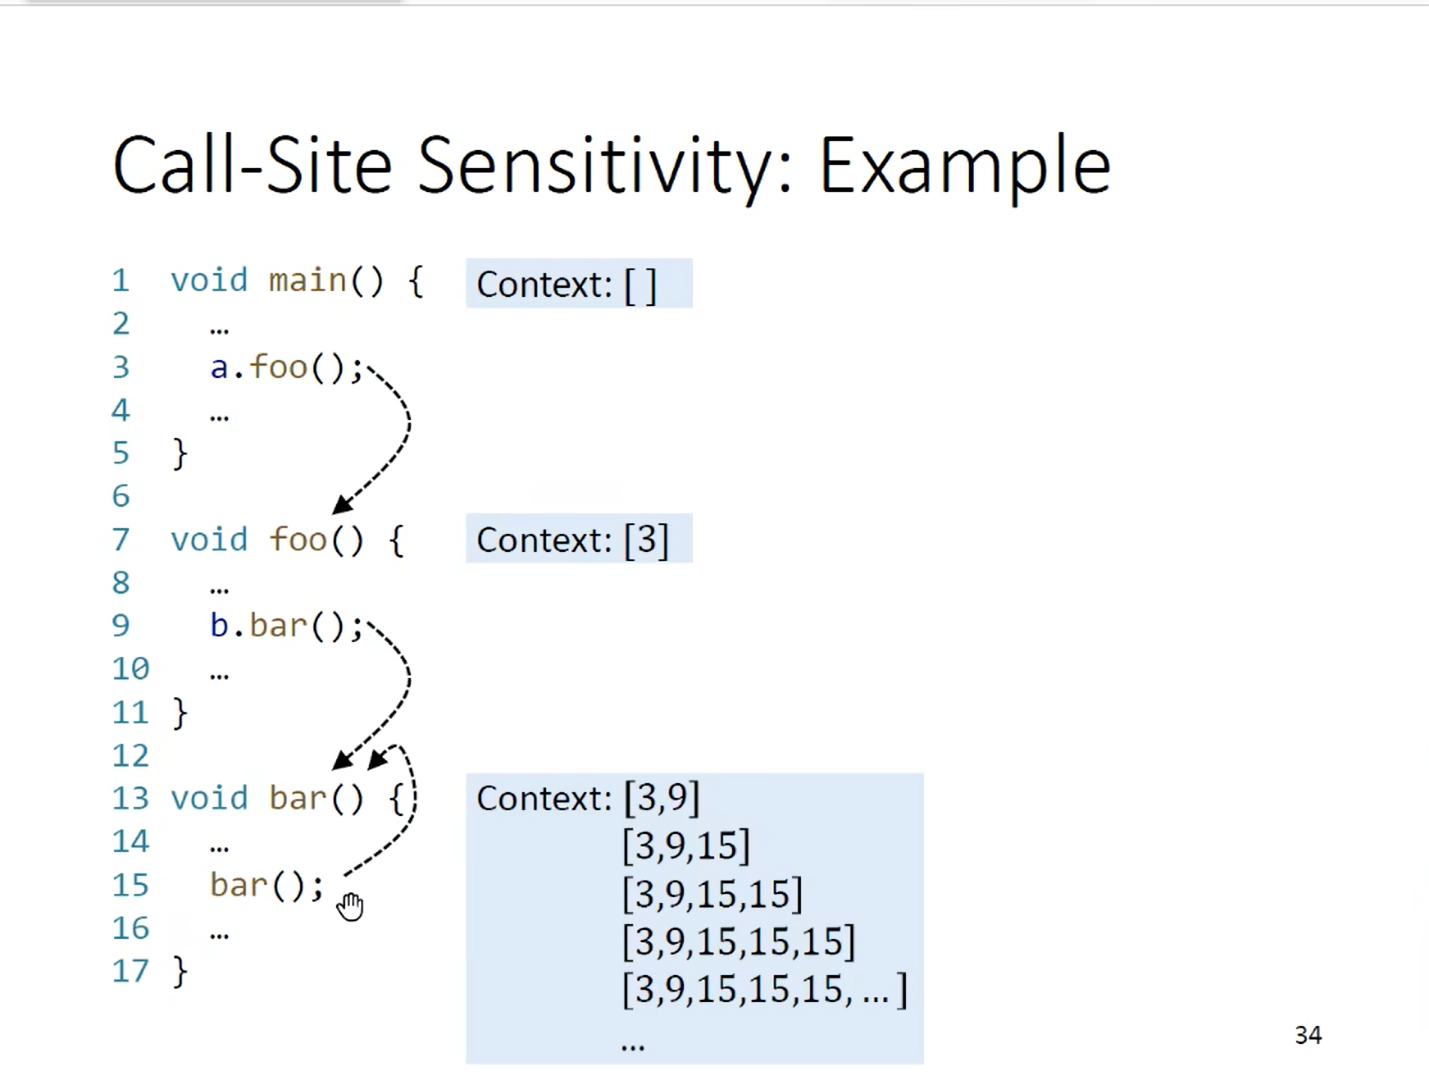 Call-Site Sensitivity: Example
1 void main() { Context: [ ]
2 …
3 a.foo();
4 …
5 }
6
7 void foo() { Context: [3]
8 …
9 b.bar();
10 …
11 }
12
13 void bar() { Context: [3,9]
14 … [3,9,15]
15 bar(); [3,9,15,15]
16 … [3,9,15,15,15]
17 } [3,9,15,15,15, … ]
…
34